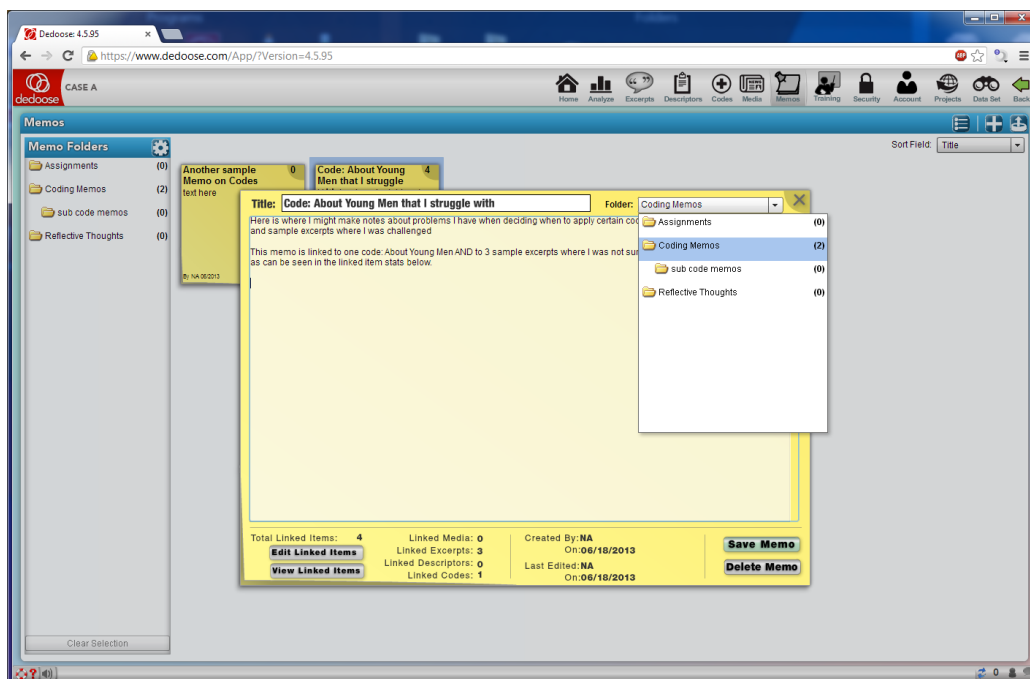 Programs
Folders
Dedoose: 4.5.95
https://www.dedoose.com/App/?Version=4.5.95
dedoose
CASE A
Home Analyze Excerpts Descriptors Codes Media Memos Training Security Account Projects Data Set Back
Memos
Memo Folders
Sort Field: Title
Assignments (0)
Coding Memos (2)
sub code memos (0)
Reflective Thoughts (0)
Another sample Memo on Codes 0
text here
By NA 06/2013
Code: About Young Men that I struggle 4
Title: Code: About Young Men that I struggle with
Folder: Coding Memos
Here is where I might make notes about problems I have when deciding when to apply certain
and sample excerpts where I was challenged
This memo is linked to one code: About Young Men AND to 3 sample excerpts where I was not
as can be seen in the linked item stats below.
Assignments (0)
Coding Memos (2)
sub code memos (0)
Reflective Thoughts (0)
Total Linked Items: 4
Edit Linked Items
View Linked Items
Linked Media: 0
Linked Excerpts: 3
Linked Descriptors: 0
Linked Codes: 1
Created By: NA
On: 06/18/2013
Last Edited: NA
On: 06/18/2013
Save Memo
Delete Memo
Clear Selection
0